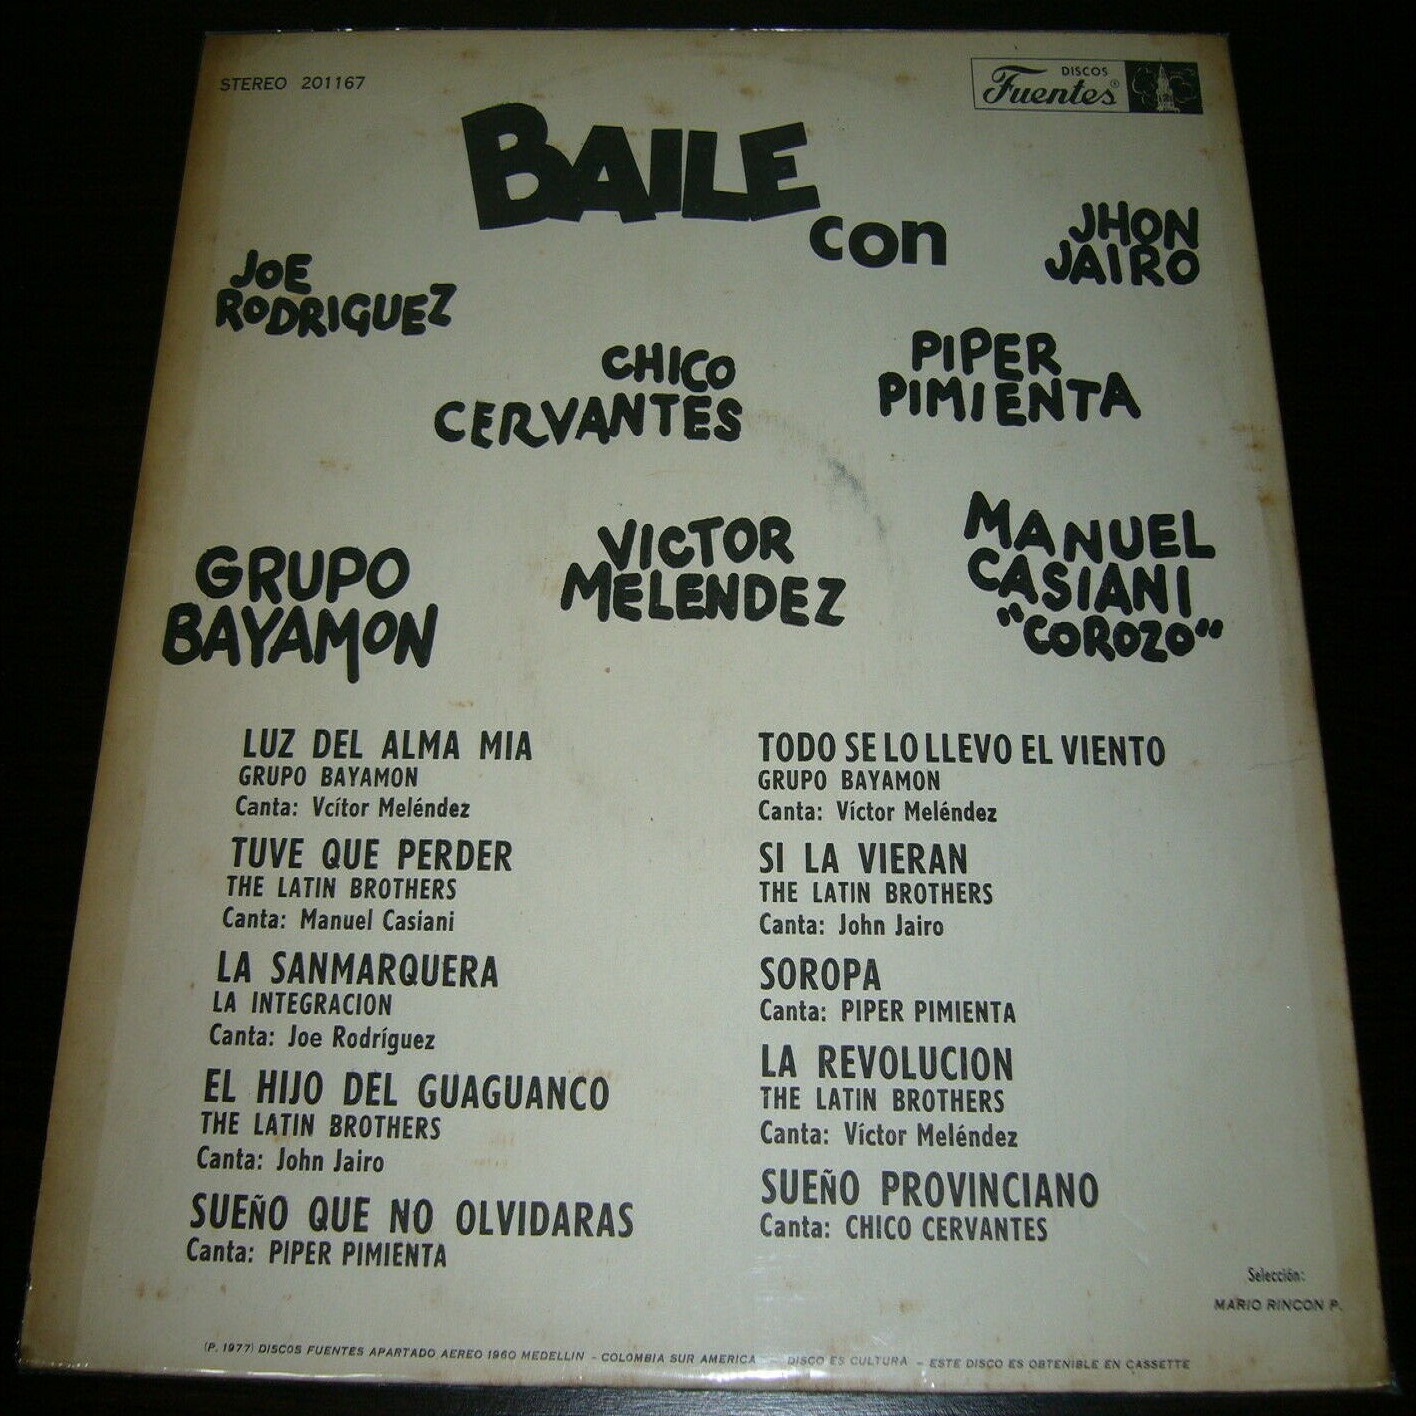 STEREO 201167
DISCOS
Fuentes®
BAILE
con
JHON
JAIRO
JOE
RODRIGUEZ
CHICO
CERVANTES
PIPER
PIMIENTA
GRUPO
BAYAMON
VICTOR
MELENDEZ
MANUEL
CASIANI
"COROZO"
LUZ DEL ALMA MIA
GRUPO BAYAMON
Canta: Vcítor Meléndez
TUVE QUE PERDER
THE LATIN BROTHERS
Canta: Manuel Casiani
LA SANMARQUERA
LA INTEGRACION
Canta: Joe Rodríguez
EL HIJO DEL GUAGUANCO
THE LATIN BROTHERS
Canta: John Jairo
SUEÑO QUE NO OLVIDARAS
Canta: PIPER PIMIENTA
TODO SE LO LLEVO EL VIENTO
GRUPO BAYAMON
Canta: Víctor Meléndez
SI LA VIERAN
THE LATIN BROTHERS
Canta: John Jairo
SOROPA
Canta: PIPER PIMIENTA
LA REVOLUCION
THE LATIN BROTHERS
Canta: Víctor Meléndez
SUEÑO PROVINCIANO
Canta: CHICO CERVANTES
Selección:
MARIO RINCON P.
(P. 1977) DISCOS FUENTES APARTADO AEREO 1960 MEDELLIN - COLOMBIA SUR AMERICA - DISCO ES CULTURA - ESTE DISCO ES OBTENIBLE EN CASSETTE